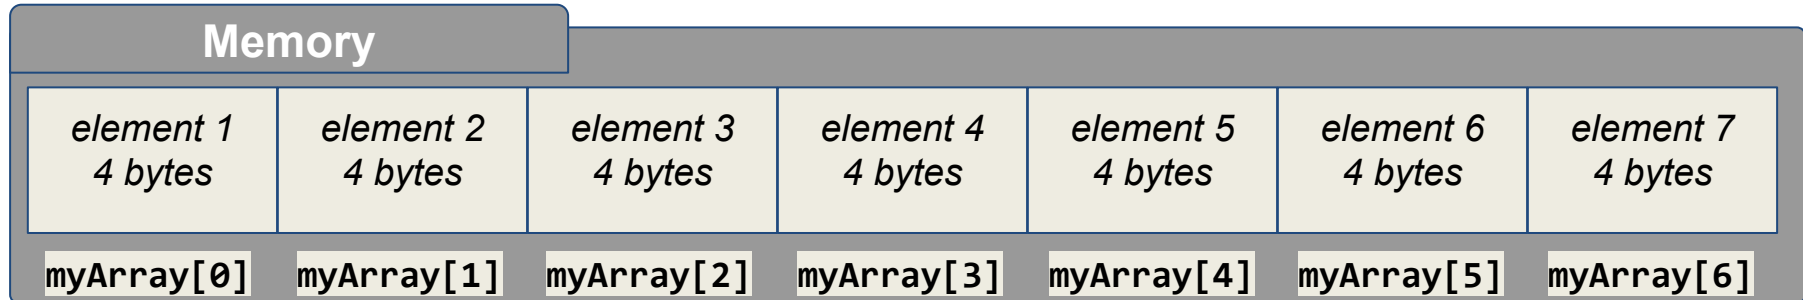 Memory
element 1 element 2 element 3 element 4 element 5 element 6 element 7
4 bytes 4 bytes 4 bytes 4 bytes 4 bytes 4 bytes 4 bytes
myArray[0] myArray[1] myArray[2] myArray[3] myArray[4] myArray[5] myArray[6]